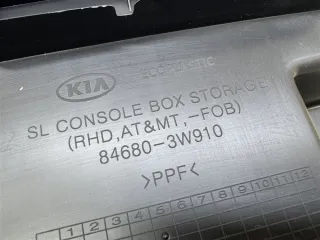 KIA
SL CONSOLE BOX STORAGE
(RHD,AT&MT,-FOB)
84680-3W910
>PPF<
1 2 3 4 5 6 7 8 9 10 11 12